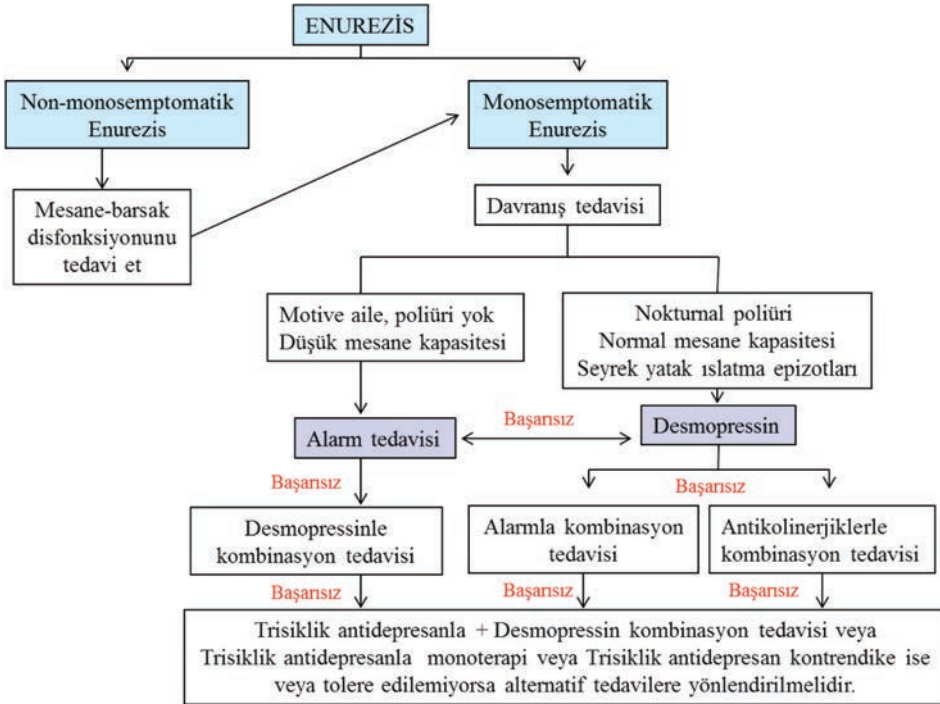 ENUREZİS
Non-monosemptomatik
Enurezis
Monosemptomatik
Enurezis
Mesane-barsak
disfonksiyonunu
tedavi et
Davranış tedavisi
Motive aile, poliüri yok
Düşük mesane kapasitesi
Nokturnal poliüri
Normal mesane kapasitesi
Seyrek yatak ıslatma epizotları
Alarm tedavisi
Başarısız
Desmopressin
Başarısız
Başarısız
Desmopressinle
kombinasyon tedavisi
Alarmla kombinasyon
tedavisi
Antikolinerjiklerle
kombinasyon tedavisi
Başarısız
Başarısız
Başarısız
Trisiklik antidepresanla + Desmopressin kombinasyon tedavisi veya
Trisiklik antidepresanla monoterapi veya Trisiklik antidepresan kontrendike ise
veya tolere edilemiyorsa alternatif tedavilere yönlendirilmelidir.